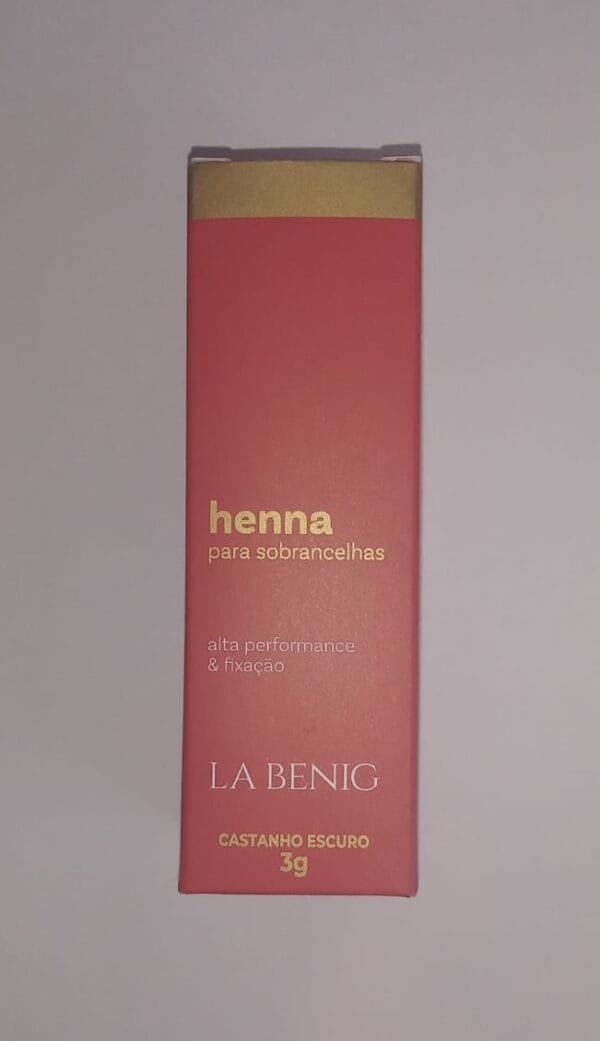 henna
para sobrancelhas
alta performance
& fixação
LA BENIG
CASTANHO ESCURO
3g